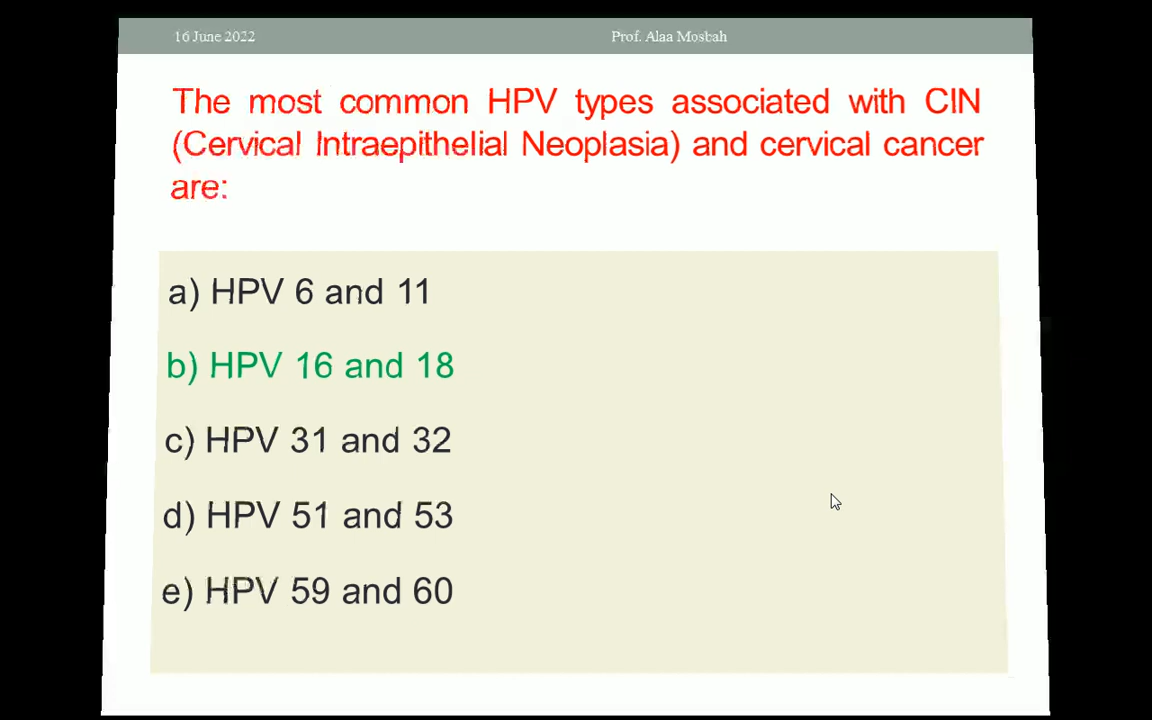 16 June 2022 Prof. Alaa Mosbah
The most common HPV types associated with CIN
(Cervical Intraepithelial Neoplasia) and cervical cancer
are:
a) HPV 6 and 11
b) HPV 16 and 18
c) HPV 31 and 32
d) HPV 51 and 53
e) HPV 59 and 60